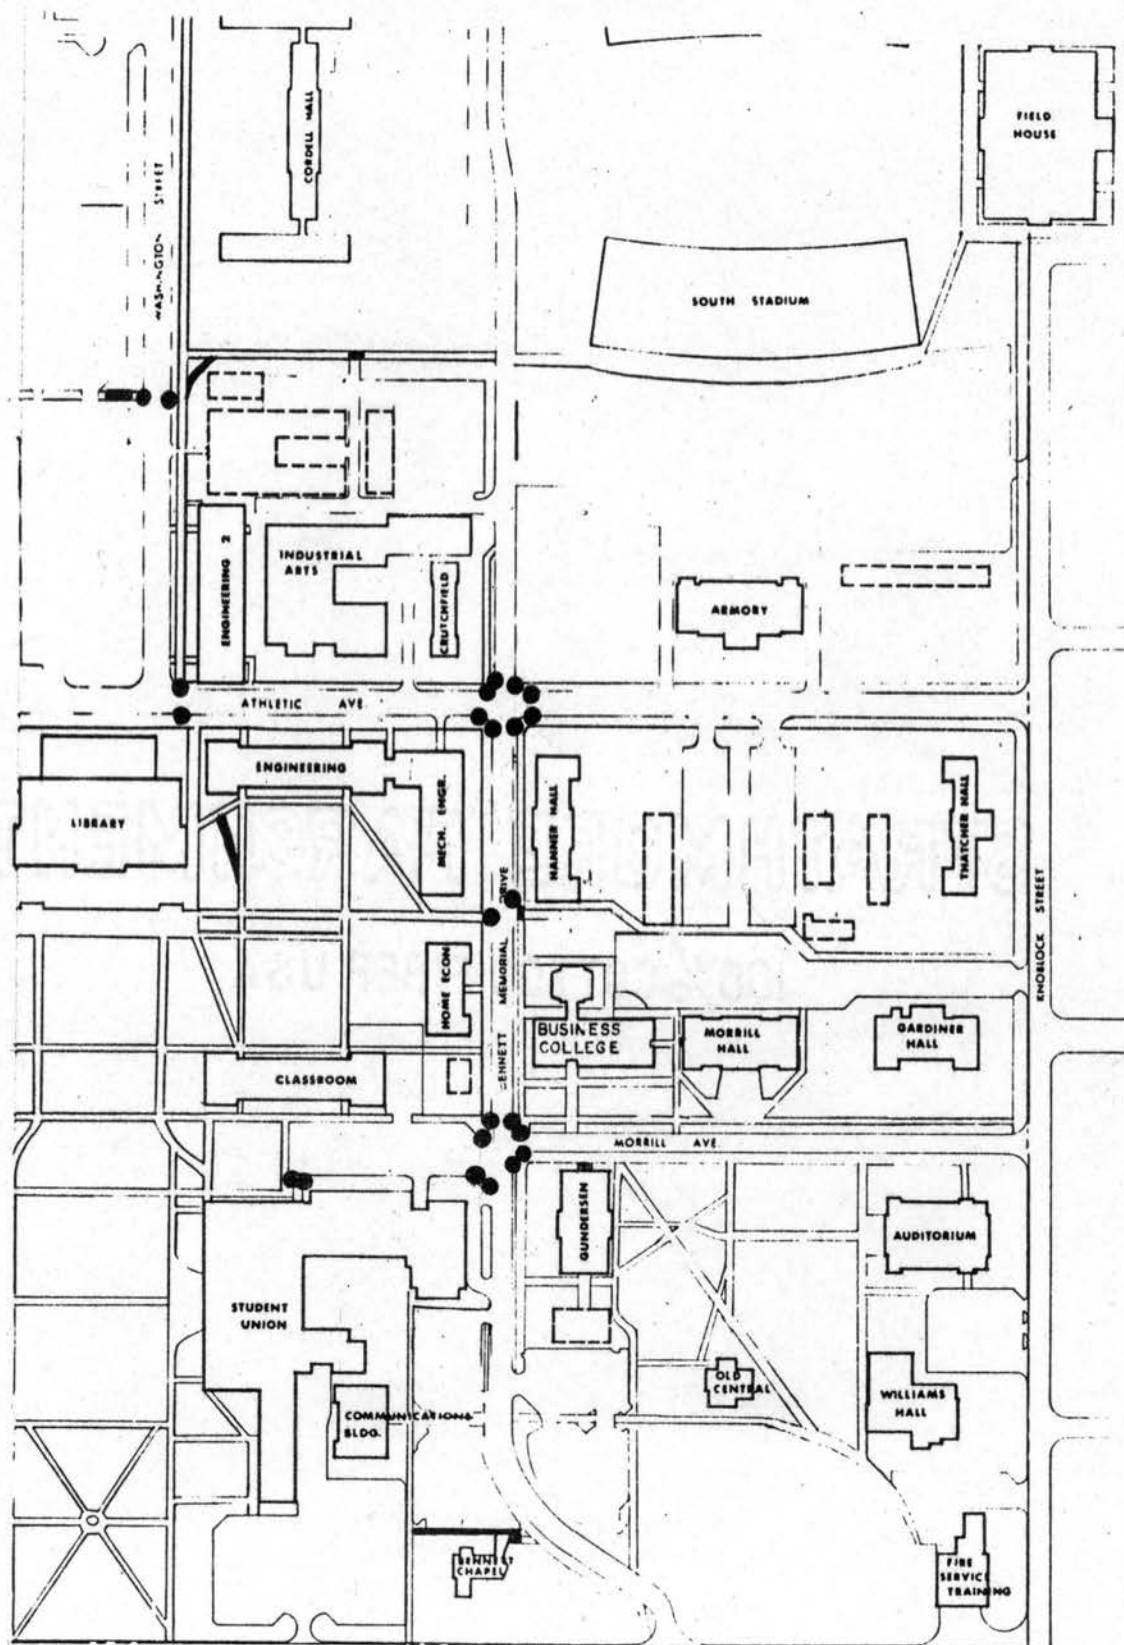 CORDELL HALL
FIELD
HOUSE
WASHINGTON STREET
SOUTH STADIUM
ENGINEERING 2
INDUSTRIAL
ARTS
CRUTCHFIELD
ARMORY
ATHLETIC AVE.
ENGINEERING
LIBRARY
MECH. ENGR.
HANNER HALL
THATCHER HALL
KNOBLOCK STREET
BENNETT MEMORIAL DRIVE
HOME ECON.
BUSINESS
COLLEGE
MORRILL
HALL
GARDINER
HALL
CLASSROOM
MORRILL AVE.
GUNDERSEN
AUDITORIUM
STUDENT
UNION
OLD
CENTRAL
WILLIAMS
HALL
COMMUNICATIONS
BLDG.
BENNETT
CHAPEL
FIRE
SERVICE
TRAINING